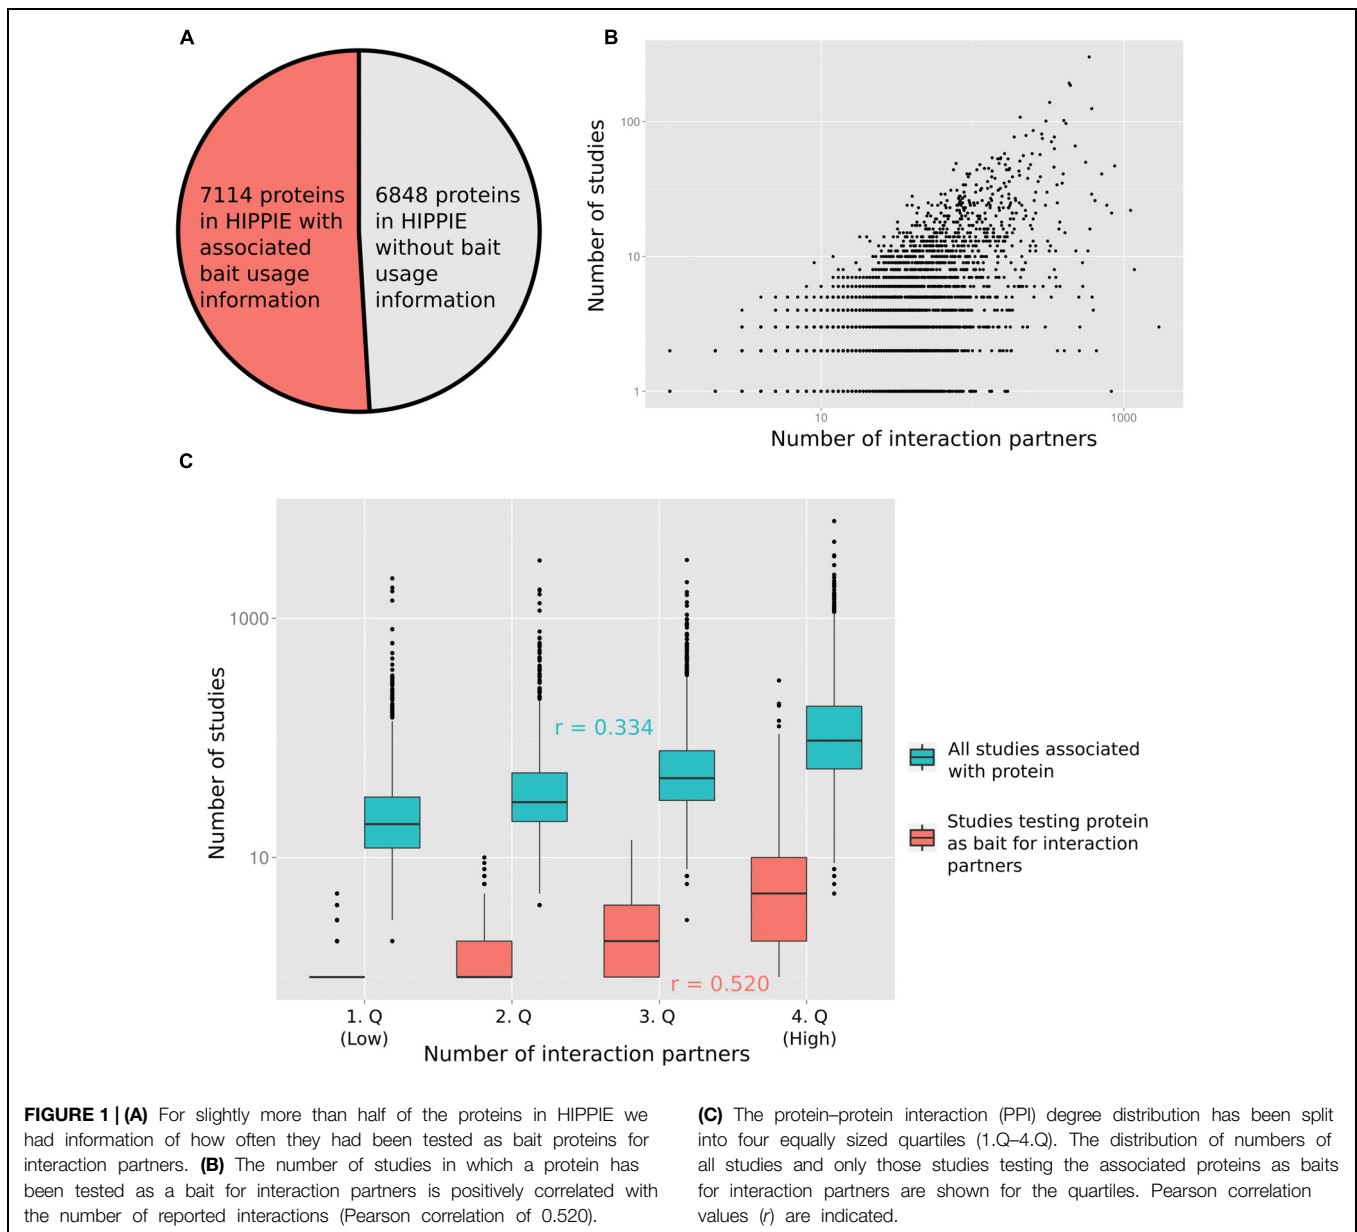 A
7114 proteins
in HIPPIE with
associated
bait usage
information
6848 proteins
in HIPPIE
without bait
usage
information
B
Number of studies
100
10
1
10
1000
Number of interaction partners
C
Number of studies
1000
10
r = 0.334
r = 0.520
1. Q
(Low)
2. Q
3. Q
4. Q
(High)
Number of interaction partners
All studies associated
with protein
Studies testing protein
as bait for interaction
partners
FIGURE 1 | (A) For slightly more than half of the proteins in HIPPIE we
had information of how often they had been tested as bait proteins for
interaction partners. (B) The number of studies in which a protein has
been tested as a bait for interaction partners is positively correlated with
the number of reported interactions (Pearson correlation of 0.520).
(C) The protein–protein interaction (PPI) degree distribution has been split
into four equally sized quartiles (1.Q–4.Q). The distribution of numbers of
all studies and only those studies testing the associated proteins as baits
for interaction partners are shown for the quartiles. Pearson correlation
values (r) are indicated.